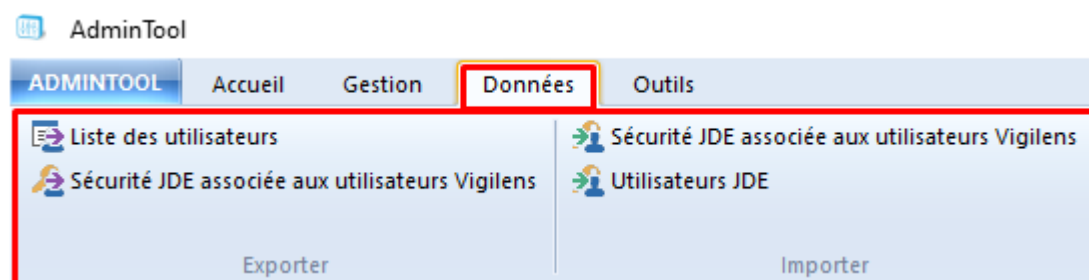 AdminTool
ADMINTOOL Accueil Gestion Données Outils
Liste des utilisateurs
Sécurité JDE associée aux utilisateurs Vigilens
Exporter
Sécurité JDE associée aux utilisateurs Vigilens
Utilisateurs JDE
Importer